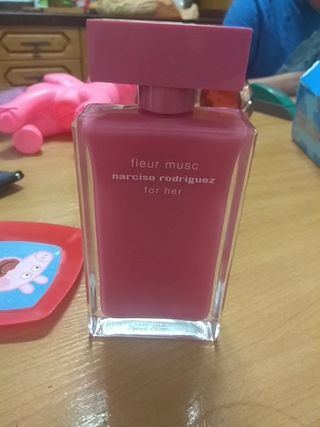 fleur musc
narciso rodriguez
for her